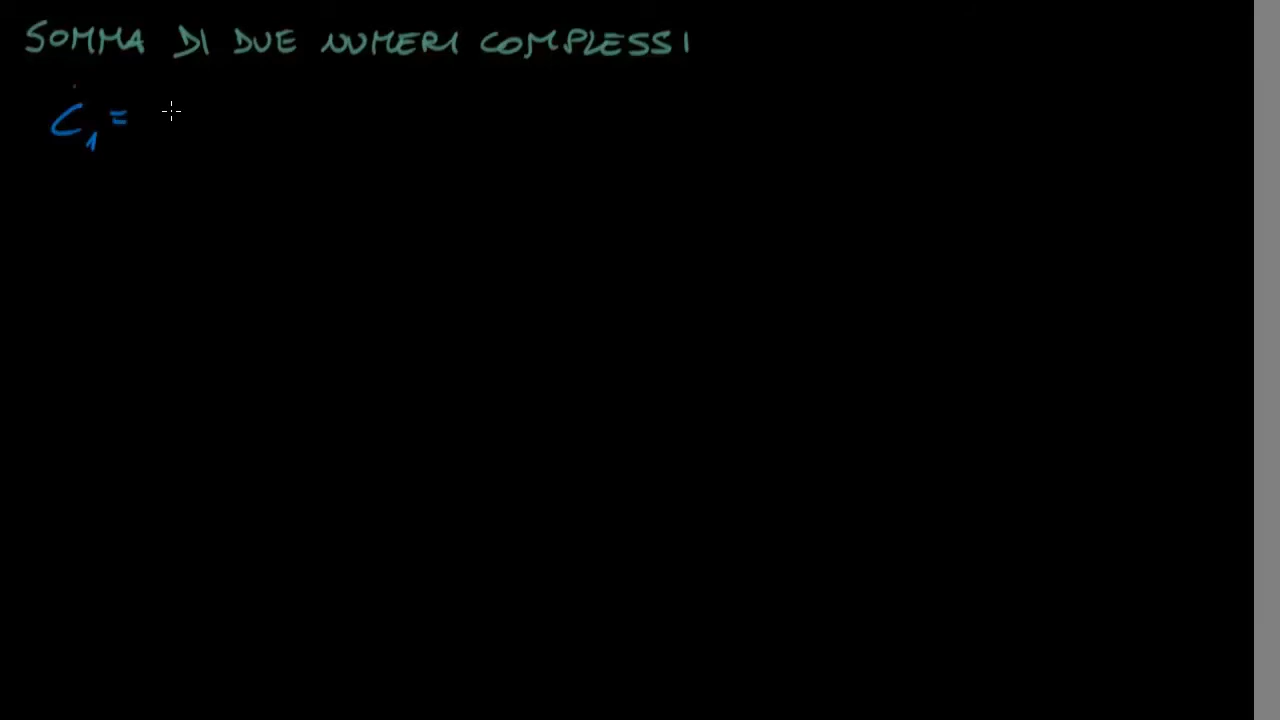 SOMMA DI DUE NUMERI COMPLESSI
C₁ =